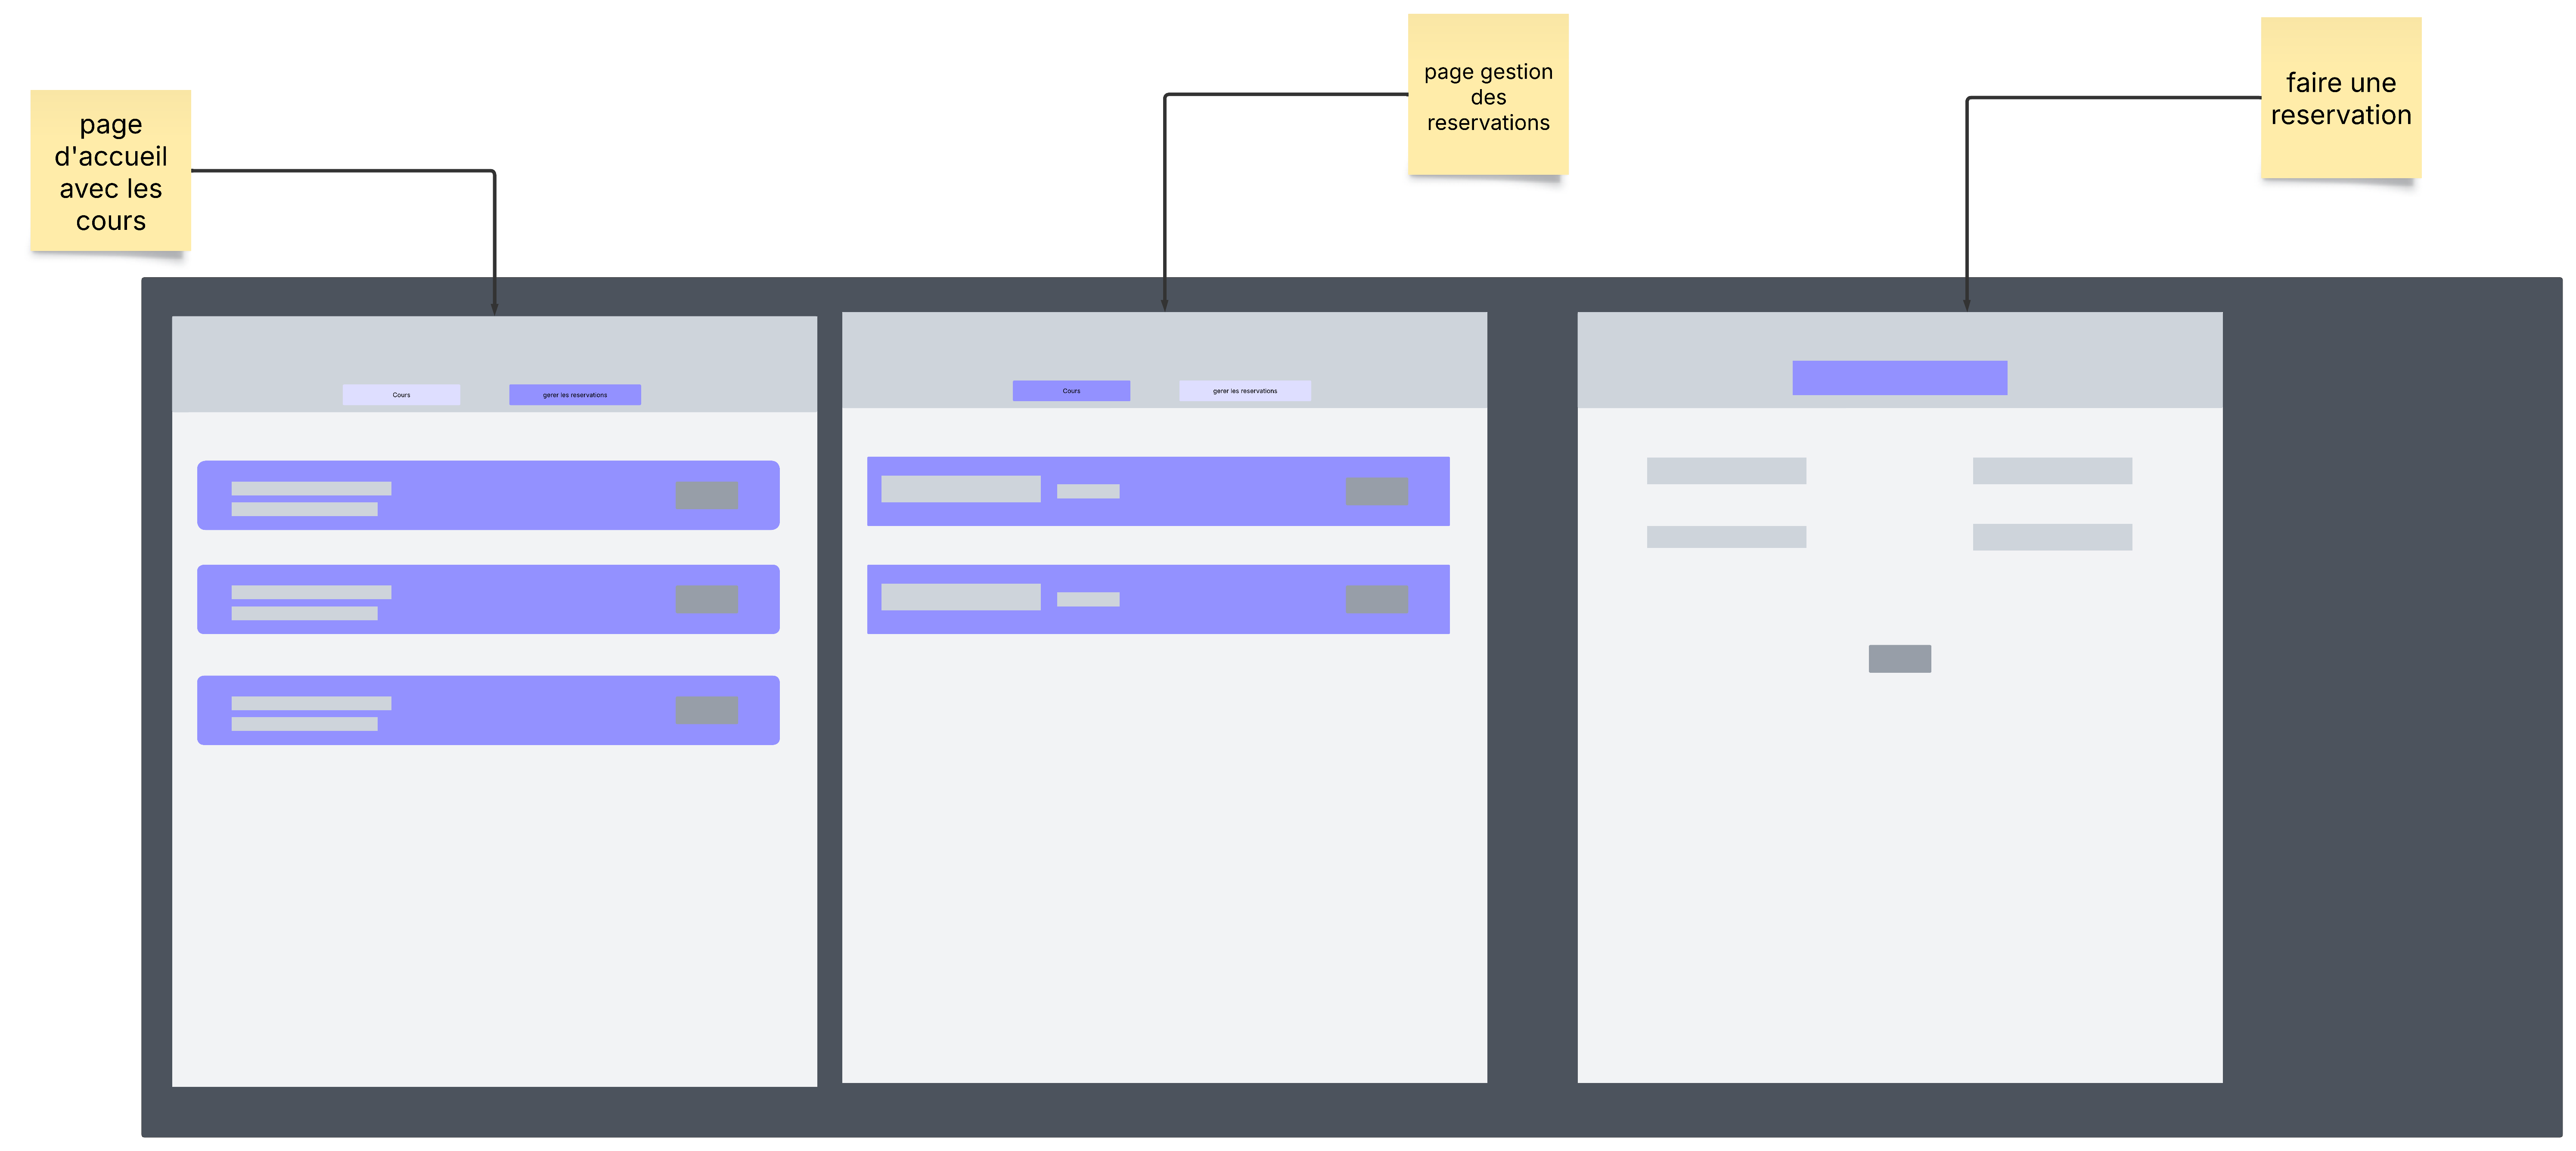 page
d'accueil
avec les
cours
page gestion
des
reservations
faire une
reservation
Cours
gerer les reservations
Cours
gerer les reservations